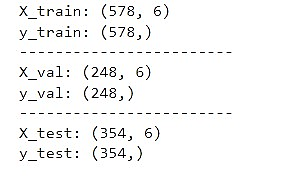 X_train: (578, 6)
y_train: (578,)
-------------------------
X_val: (248, 6)
y_val: (248,)
-------------------------
X_test: (354, 6)
y_test: (354,)